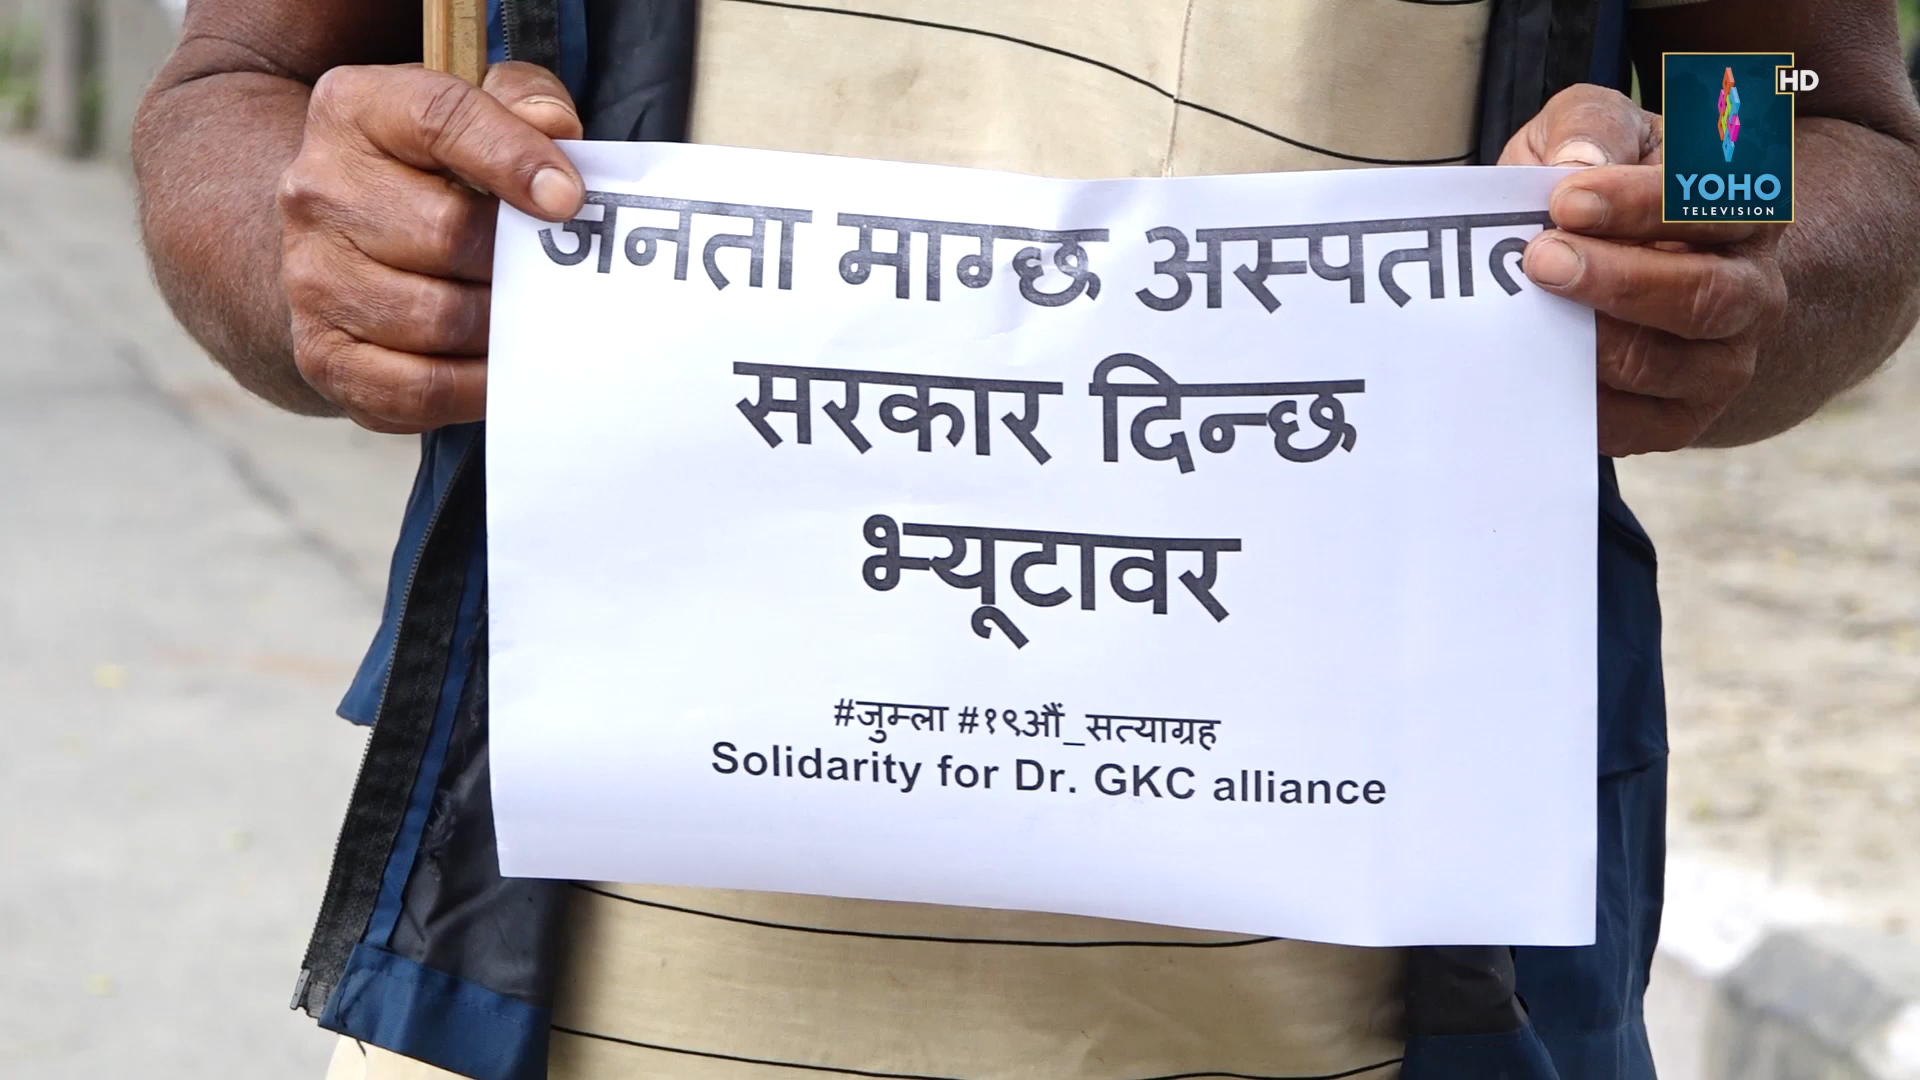 HD
YOHO
TELEVISION
जनता माग्छ अस्पताल
सरकार दिन्छ
भ्यूटावर
#जुम्ला #१९औं_सत्याग्रह
Solidarity for Dr. GKC alliance